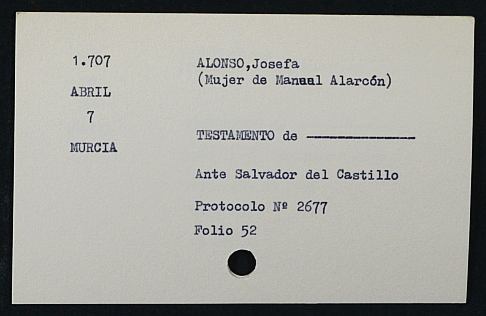 1.707
ABRIL
7
MURCIA
ALONSO,Josefa
(Mujer de Manuel Alarcón)
TESTAMENTO de ——————————
Ante Salvador del Castillo
Protocolo Nº 2677
Folio 52